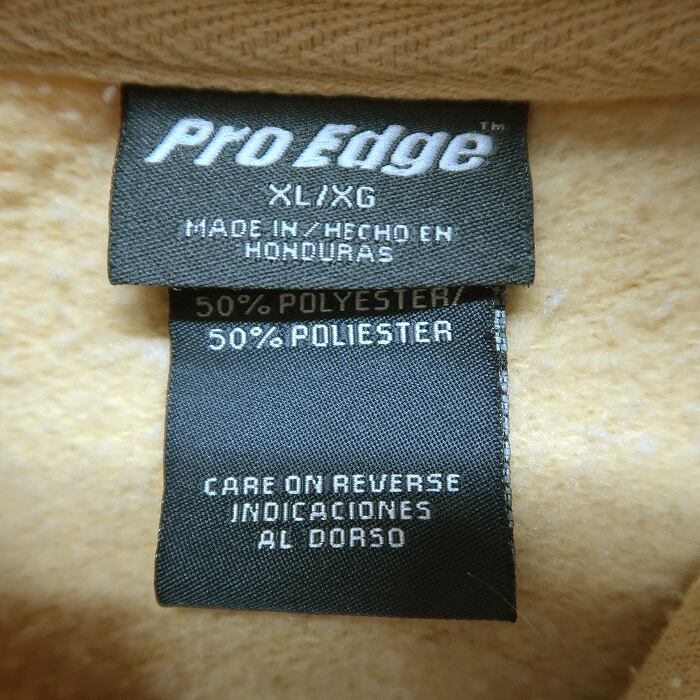 Pro Edge™
XL/XG
MADE IN/HECHO EN
HONDURAS
50% POLYESTER/
50% POLIESTER
CARE ON REVERSE
INDICACIONES
AL DORSO